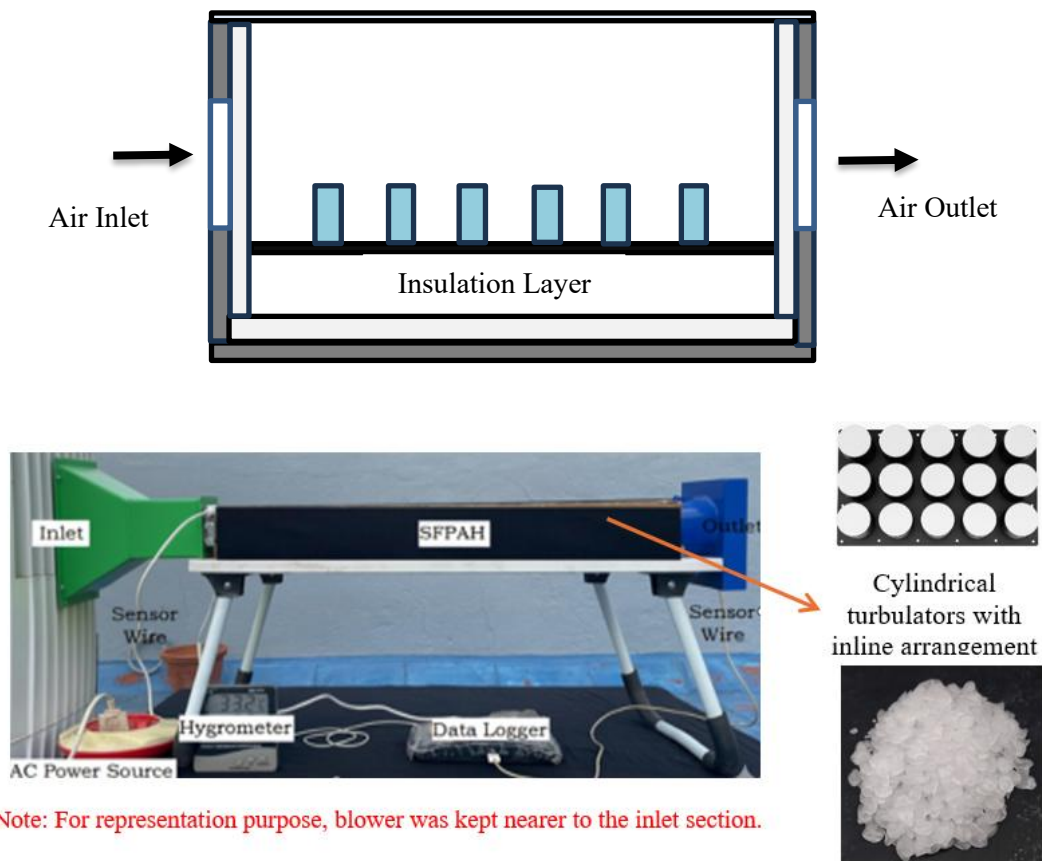 Air Inlet
Air Outlet
Insulation Layer
Inlet
SFPAH
Outlet
Sensor
Wire
Sensor
Wire
Hygrometer
Data Logger
AC Power Source
Cylindrical
turbulators with
inline arrangement
Note: For representation purpose, blower was kept nearer to the inlet section.